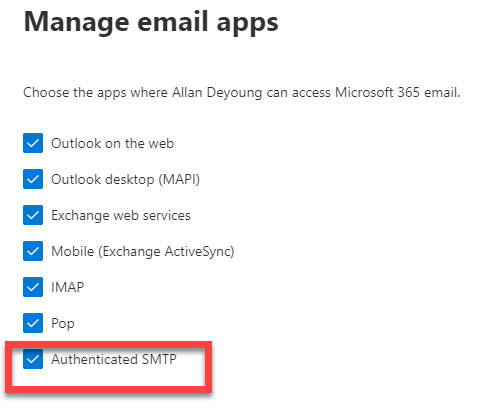 Manage email apps
Choose the apps where Allan Deyoung can access Microsoft 365 email.
Outlook on the web
Outlook desktop (MAPI)
Exchange web services
Mobile (Exchange ActiveSync)
IMAP
Pop
Authenticated SMTP